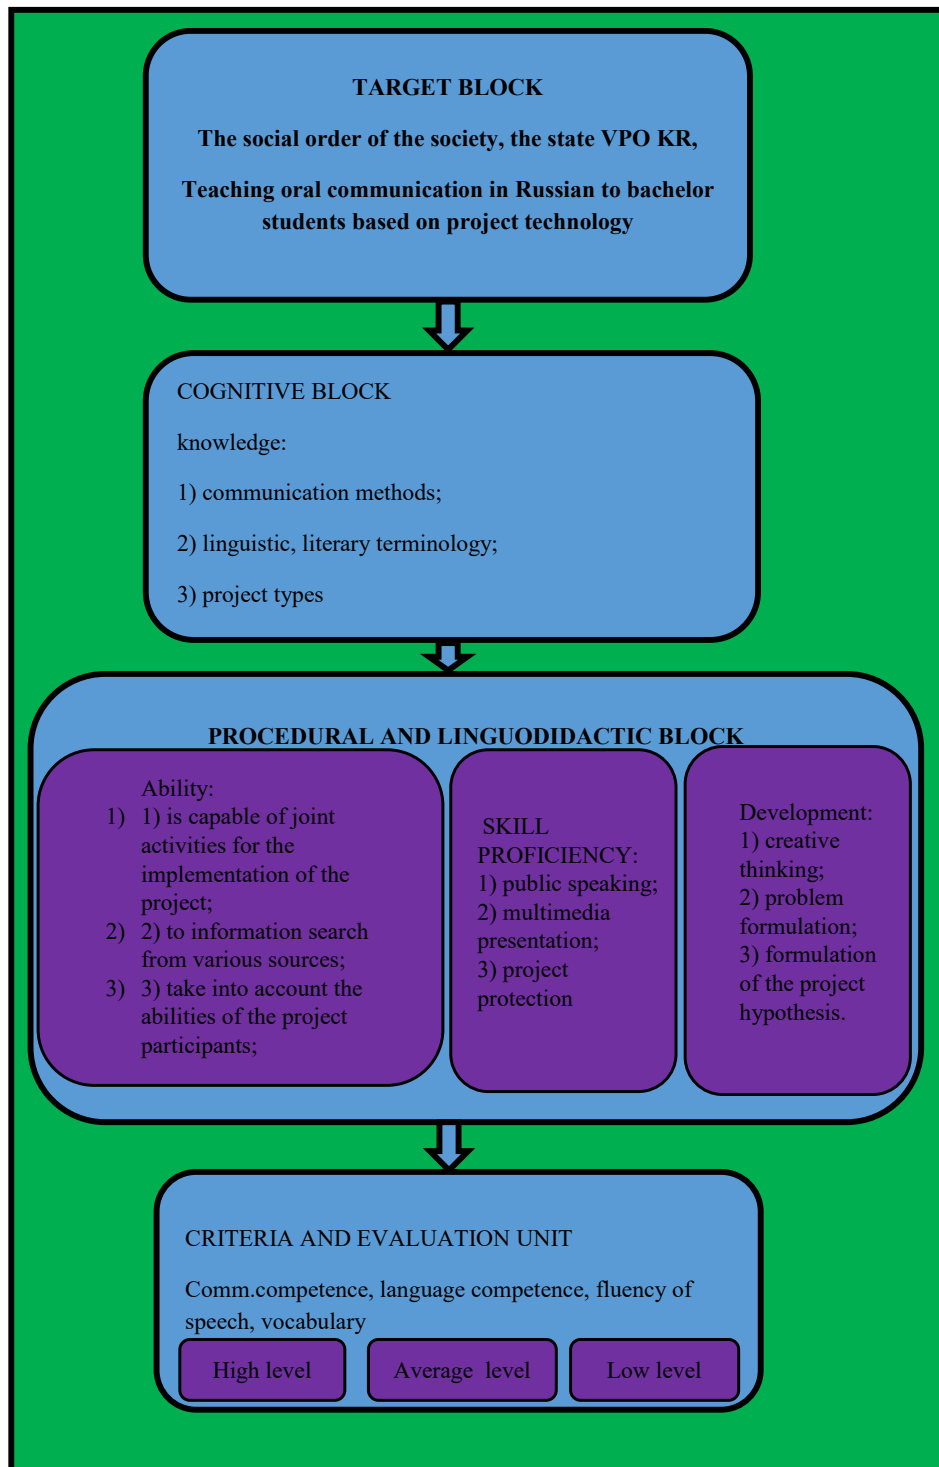 TARGET BLOCK
The social order of the society, the state VPO KR,
Teaching oral communication in Russian to bachelor
students based on project technology
COGNITIVE BLOCK
knowledge:
1) communication methods;
2) linguistic, literary terminology;
3) project types
PROCEDURAL AND LINGUODIDACTIC BLOCK
Ability:
1) 1) is capable of joint
activities for the
implementation of the
project;
2) 2) to information search
from various sources;
3) 3) take into account the
abilities of the project
participants;
SKILL
PROFICIENCY:
1) public speaking;
2) multimedia
presentation;
3) project
protection
Development:
1) creative
thinking;
2) problem
formulation;
3) formulation
of the project
hypothesis.
CRITERIA AND EVALUATION UNIT
Comm.competence, language competence, fluency of
speech, vocabulary
High level
Average level
Low level